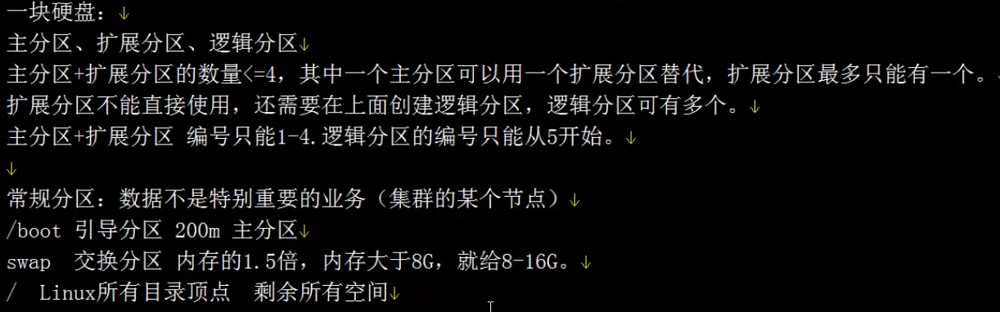 一块硬盘：↓
主分区、扩展分区、逻辑分区↓
主分区+扩展分区的数量<=4，其中一个主分区可以用一个扩展分区替代，扩展分区最多只能有一个。↓
扩展分区不能直接使用，还需要在上面创建逻辑分区，逻辑分区可有多个。↓
主分区+扩展分区 编号只能1-4.逻辑分区的编号只能从5开始。↓
↓
常规分区：数据不是特别重要的业务（集群的某个节点）↓
/boot 引导分区 200m 主分区↓
swap  交换分区 内存的1.5倍，内存大于8G，就给8-16G。↓
/  Linux所有目录顶点  剩余所有空间↓